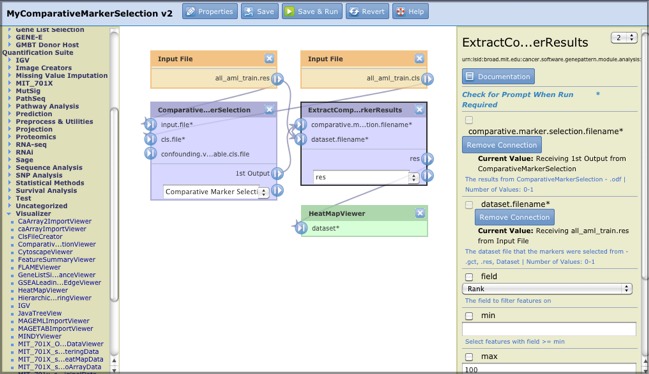 MyComparativeMarkerSelection v2
Properties
Save
Save & Run
Revert
Help
Gene List Selection
GENE-E
GMBT Donor Host
Quantification Suite
IGV
Image Creators
Missing Value Imputation
MIT_701X
MutSig
PathSeq
Pathway Analysis
Prediction
Preprocess & Utilities
Projection
Proteomics
RNA-seq
RNAi
Sage
Sequence Analysis
SNP Analysis
Statistical Methods
Survival Analysis
Test
Uncategorized
Visualizer
CaArray2ImportViewer
caArrayImportViewer
ClsFileCreator
Comparativ...tionViewer
CytoscapeViewer
FeatureSummaryViewer
FLAMEViewer
GeneListSi...anceViewer
GSEALeadin...EdgeViewer
HeatMapViewer
Hierarchic...ringViewer
IGV
JavaTreeView
MAGEMLImportViewer
MAGETABImportViewer
MINDYViewer
MIT_701X_O...DataViewer
MIT_701X_s...teringData
MIT_701X_s...eatMapData
MIT_701X_s...oArrayData
Input File
all_aml_train.res
Input File
all_aml_train.cls
Comparative...erSelection
input.file*
cls.file*
confounding.v...able.cls.file
1st Output
Comparative Marker Selecti
ExtractComp...rkerResults
comparative.m...tion.filename*
dataset.filename*
res
res
HeatMapViewer
dataset*
ExtractCo...erResults
2
urn:lsid:broad.mit.edu:cancer.software.genepattern.module.analysis:
Documentation
Check for Prompt When Run *
Required
comparative.marker.selection.filename*
Remove Connection
Current Value: Receiving 1st Output from
ComparativeMarkerSelection
The results from ComparativeMarkerSelection - .odf |
Number of Values: 0-1
dataset.filename*
Remove Connection
Current Value: Receiving all_aml_train.res
from Input File
The dataset file that the markers were selected from -
.gct, .res, Dataset | Number of Values: 0-1
field
Rank
The field to filter features on
min
Select features with field >= min
max
100